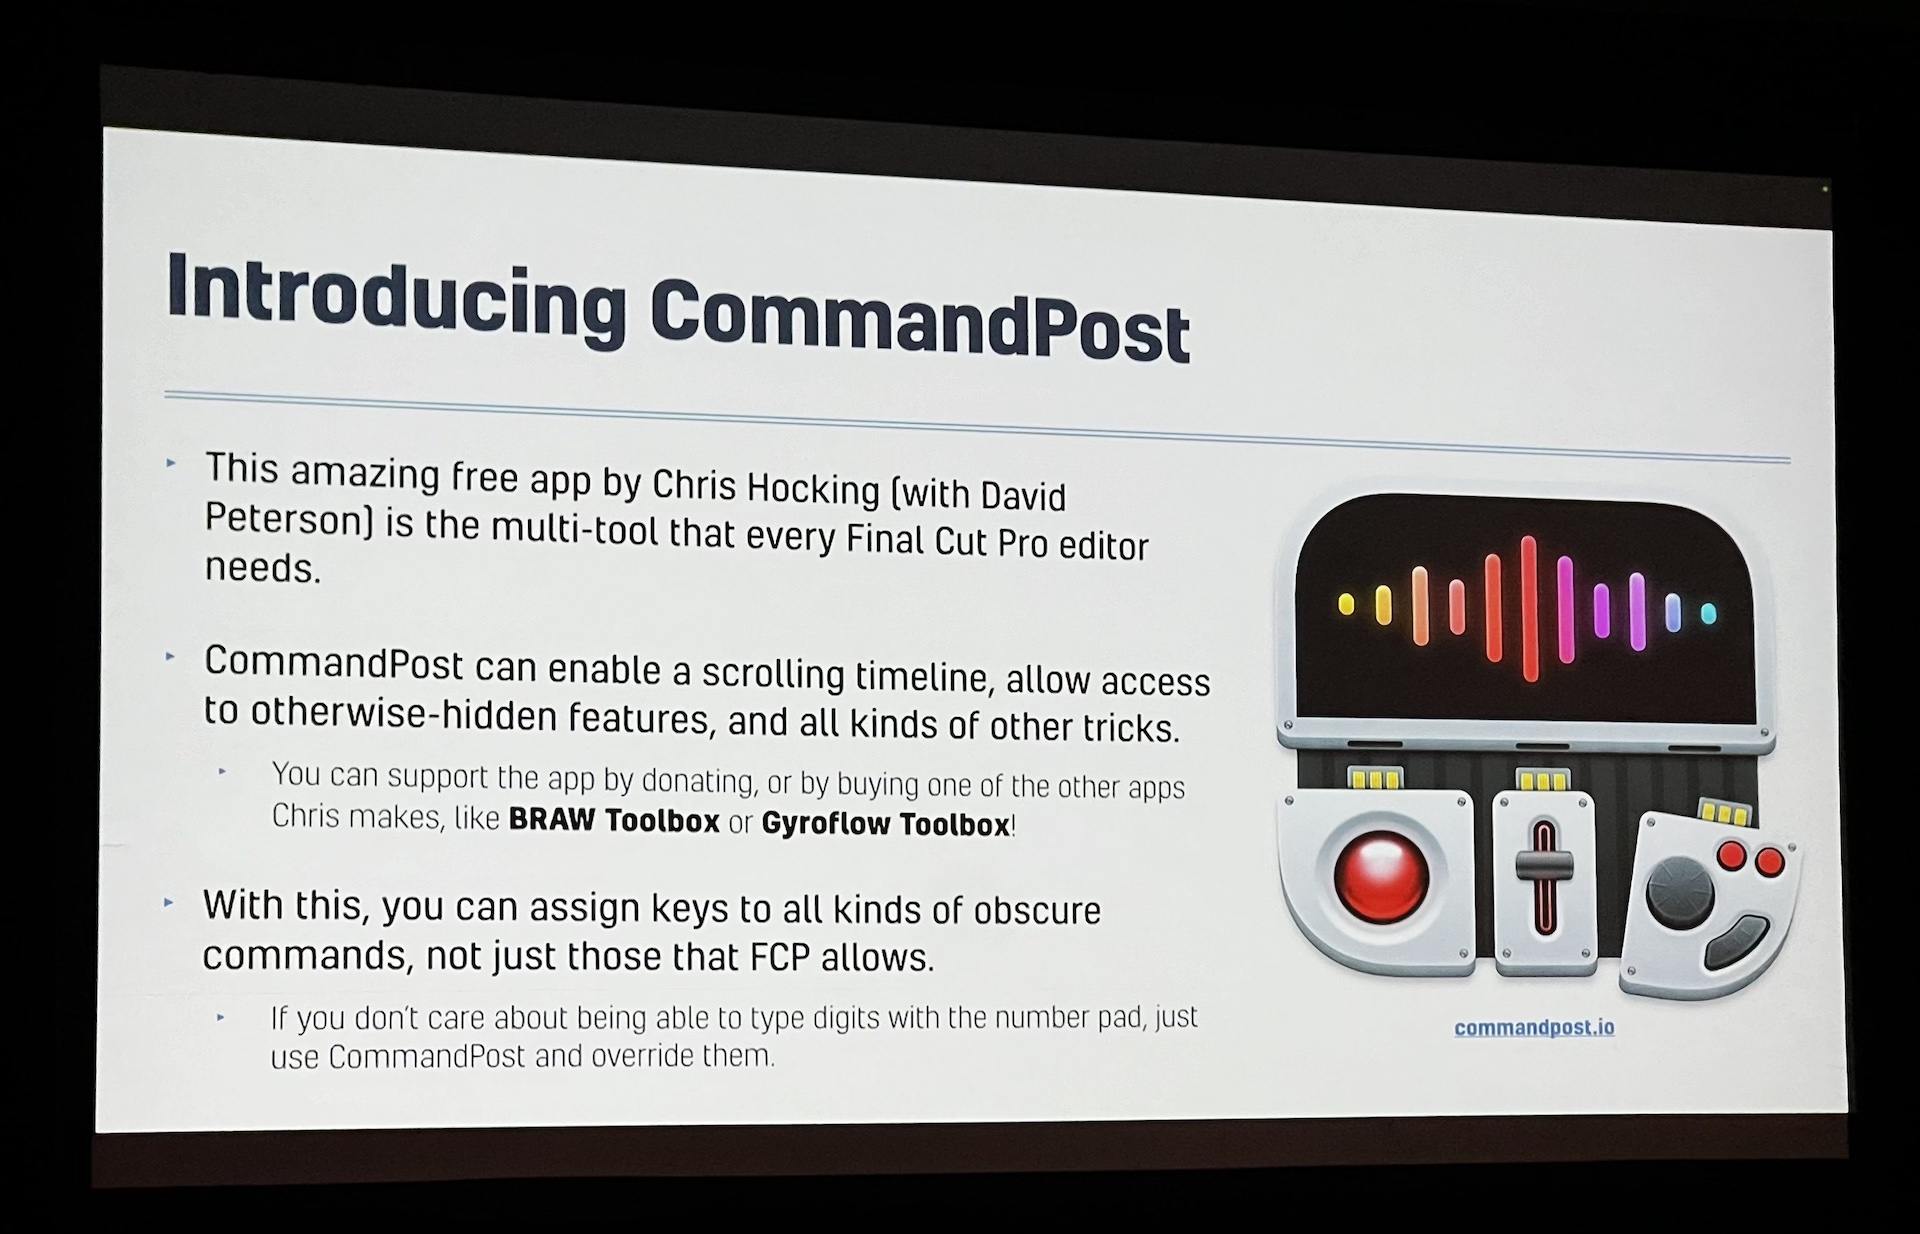 Introducing CommandPost
This amazing free app by Chris Hocking (with David
Peterson) is the multi-tool that every Final Cut Pro editor
needs.
CommandPost can enable a scrolling timeline, allow access
to otherwise-hidden features, and all kinds of other tricks.
You can support the app by donating, or by buying one of the other apps
Chris makes, like BRAW Toolbox or Gyroflow Toolbox!
With this, you can assign keys to all kinds of obscure
commands, not just those that FCP allows.
If you don't care about being able to type digits with the number pad, just
use CommandPost and override them.
commandpost.io